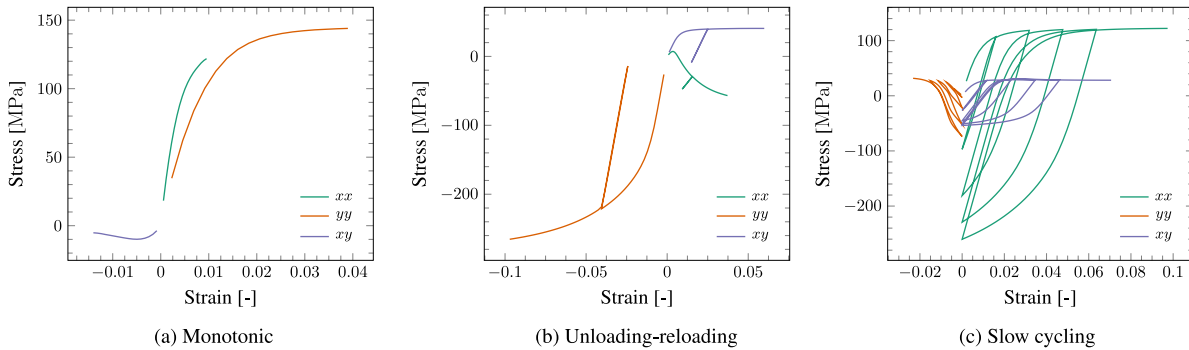 150
100
50
0
−0.01
0
0.01
0.02
0.03
0.04
Stress [MPa]
Strain [-]
xx
yy
xy
(a) Monotonic
0
−100
−200
−0.1
−0.05
0
0.05
Stress [MPa]
Strain [-]
xx
yy
xy
(b) Unloading-reloading
100
0
−100
−200
−0.02
0
0.02
0.04
0.06
0.08
0.1
Stress [MPa]
Strain [-]
xx
yy
xy
(c) Slow cycling